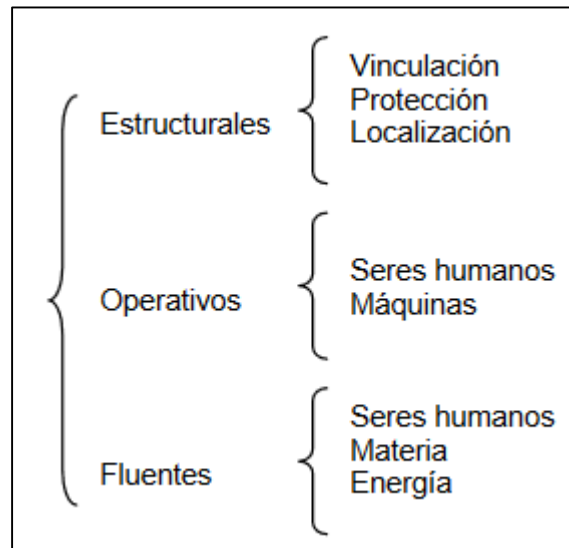 Estructurales
Vinculación
Protección
Localización
Operativos
Seres humanos
Máquinas
Fluentes
Seres humanos
Materia
Energía